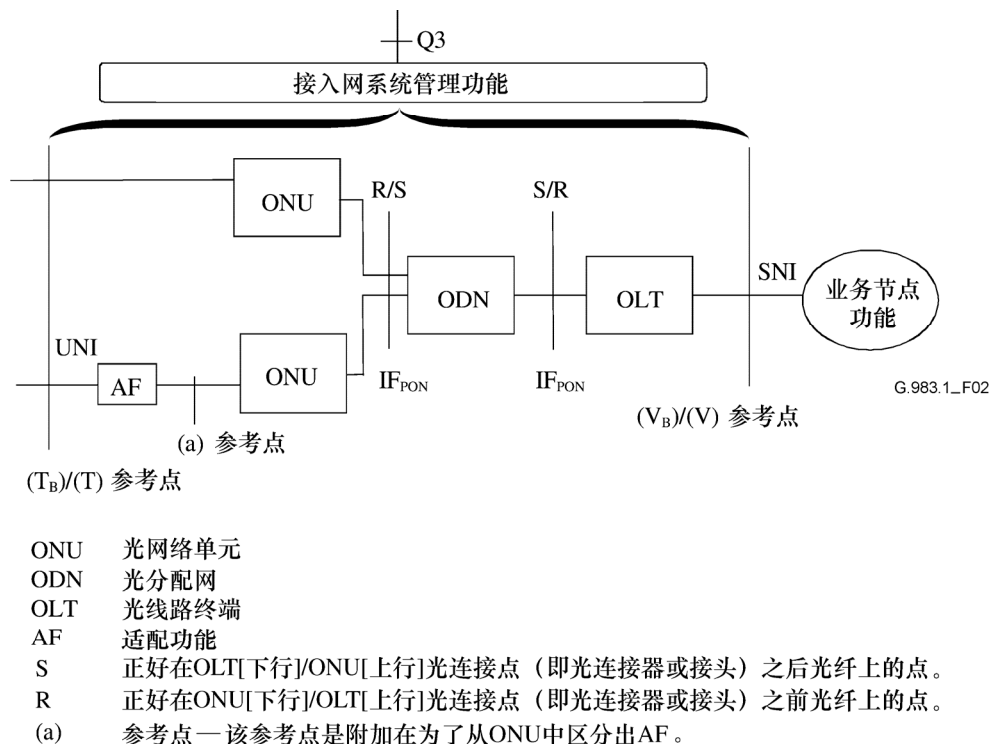 Q3
接入网系统管理功能
ONU
R/S
S/R
ODN
OLT
SNI
业务节点
功能
UNI
AF
ONU
IFPON
IFPON
G.983.1_F02
(VB)/(V) 参考点
(a) 参考点
(TB)/(T) 参考点
ONU 光网络单元
ODN 光分配网
OLT 光线路终端
AF 适配功能
S 正好在OLT[下行]/ONU[上行]光连接点（即光连接器或接头）之后光纤上的点。
R 正好在ONU[下行]/OLT[上行]光连接点（即光连接器或接头）之前光纤上的点。
(a) 参考点—该参考点是附加在为了从ONU中区分出AF。